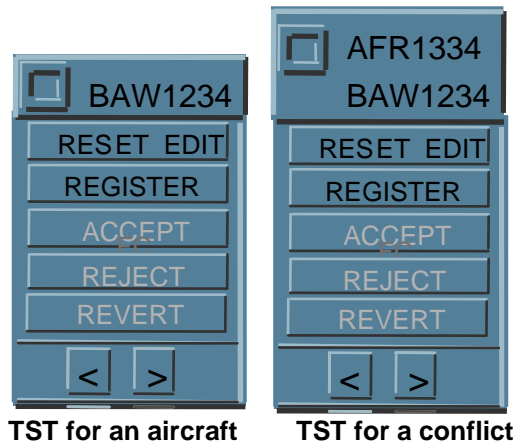 BAW1234
RESET EDIT
REGISTER
ACCEPT
REJECT
REVERT
< >
TST for an aircraft
AFR1334
BAW1234
RESET EDIT
REGISTER
ACCEPT
REJECT
REVERT
< >
TST for a conflict